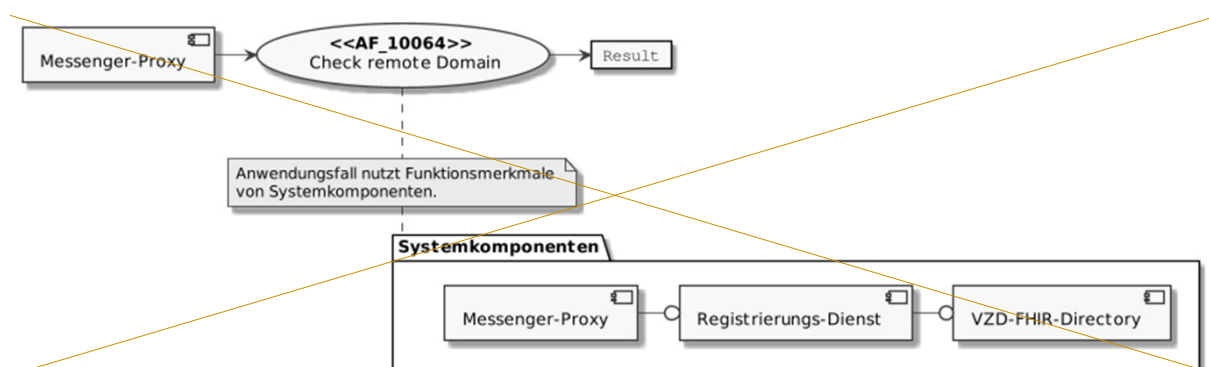 Messenger-Proxy
<<AF_10064>>
Check remote Domain
Result
Anwendungsfall nutzt Funktionsmerkmale
von Systemkomponenten.
Systemkomponenten
Messenger-Proxy
Registrierungs-Dienst
VZD-FHIR-Directory